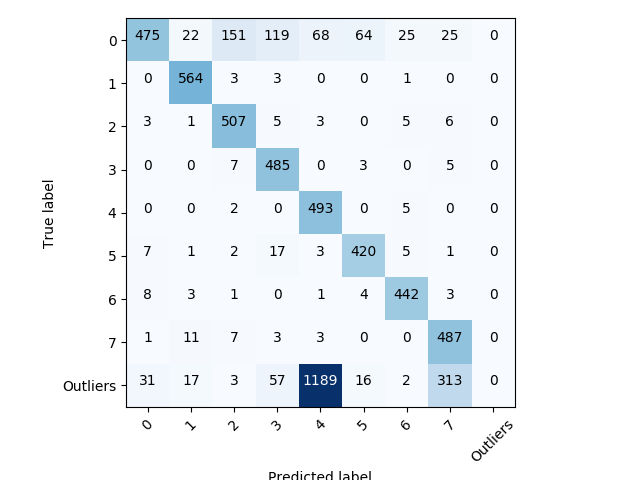 0 475 22 151 119 68 64 25 25 0
1 0 564 3 3 0 0 1 0 0
2 3 1 507 5 3 0 5 6 0
3 0 0 7 485 0 3 0 5 0
4 0 0 2 0 493 0 5 0 0
5 7 1 2 17 3 420 5 1 0
6 8 3 1 0 1 4 442 3 0
7 1 11 7 3 3 0 0 487 0
Outliers 31 17 3 57 1189 16 2 313 0
0 1 2 3 4 5 6 7 Outliers
True label
Predicted label